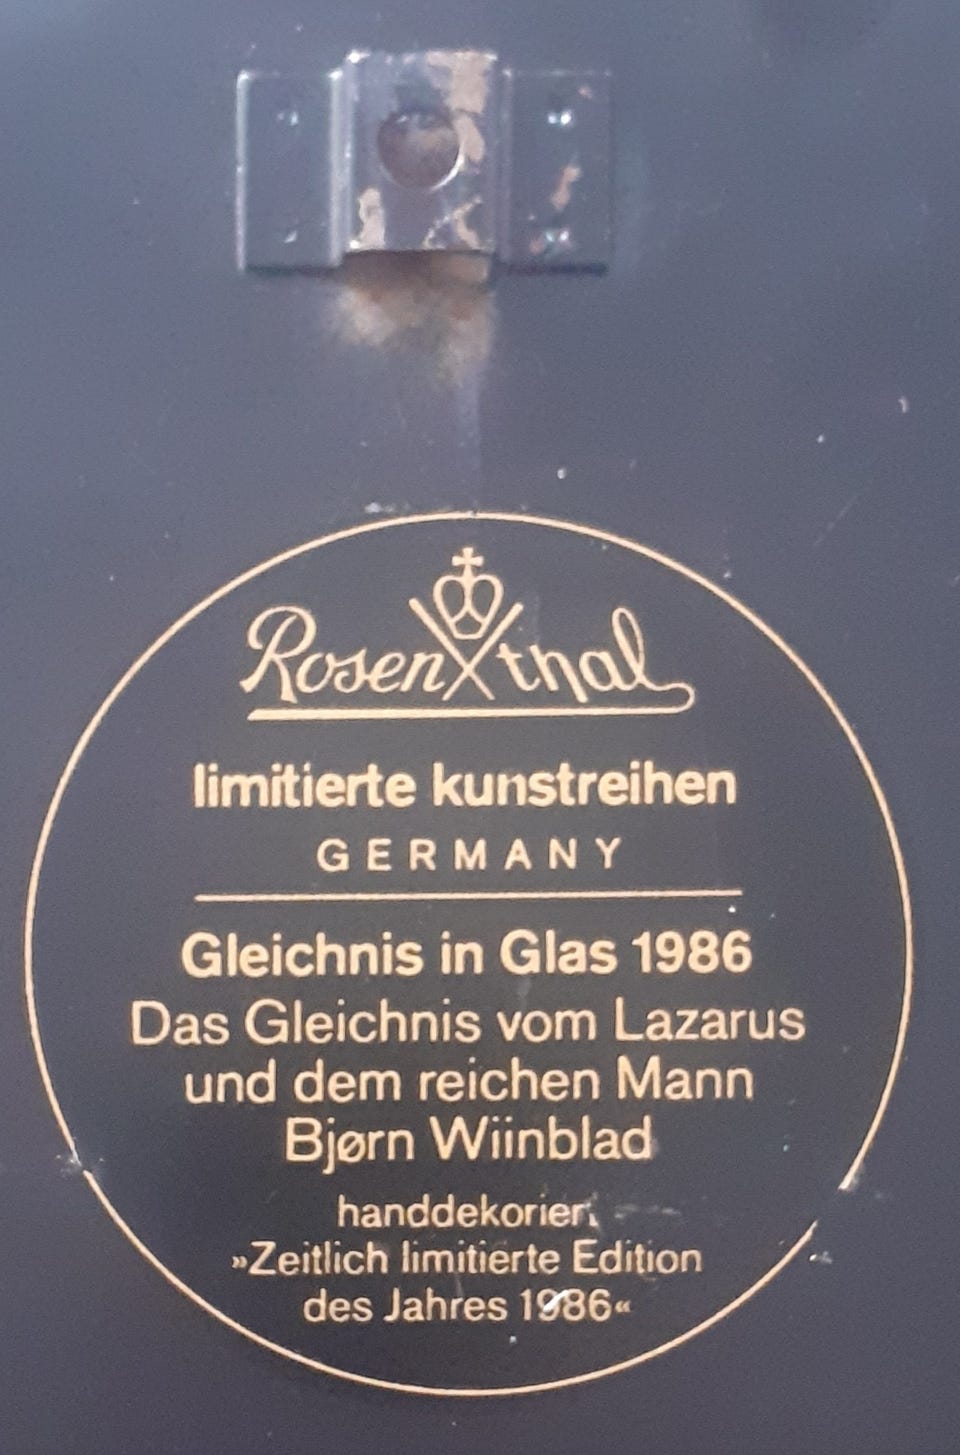 Rosenthal
limitierte kunstreihen
GERMANY
Gleichnis in Glas 1986
Das Gleichnis vom Lazarus
und dem reichen Mann
Bjørn Wiinblad
handdekorier
»Zeitlich limitierte Edition
des Jahres 1986«